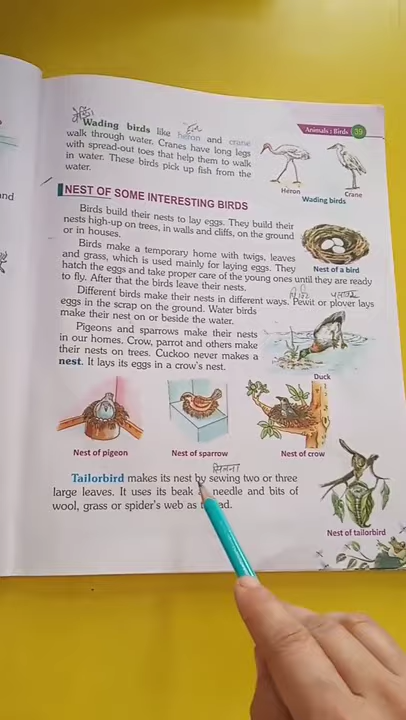 Animals : Birds 39
वेडिंग
Wading birds like heron and crane
walk through water. Cranes have long legs
with spread-out toes that help them to walk
in water. These birds pick up fish from the
water.
Heron
Crane
Wading birds
NEST OF SOME INTERESTING BIRDS
Birds build their nests to lay eggs. They build their
nests high-up on trees, in walls and cliffs, on the ground
or in houses.
Nest of a bird
Birds make a temporary home with twigs, leaves
and grass, which is used mainly for laying eggs. They
hatch the eggs and take proper care of the young ones until they are ready
to fly. After that the birds leave their nests.
Different birds make their nests in different ways. Pewit or plover lays
eggs in the scrap on the ground. Water birds
make their nest on or beside the water.
Pigeons and sparrows make their nests
in our homes. Crow, parrot and others make
their nests on trees. Cuckoo never makes a
nest. It lays its eggs in a crow's nest.
Duck
Nest of pigeon
Nest of sparrow
Nest of crow
सिलना
Tailorbird makes its nest by sewing two or three
large leaves. It uses its beak needle and bits of
wool, grass or spider's web as
Nest of tailorbird